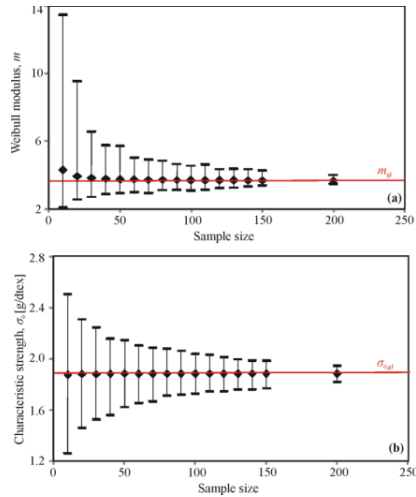 14
10
6
2
Weibull modulus, m
m_gl
(a)
0 50 100 150 200 250
Sample size
2.8
2.4
2.0
1.6
1.2
Characteristic strength, σ₀ [g/dtex]
σ₀,gl
(b)
0 50 100 150 200 250
Sample size